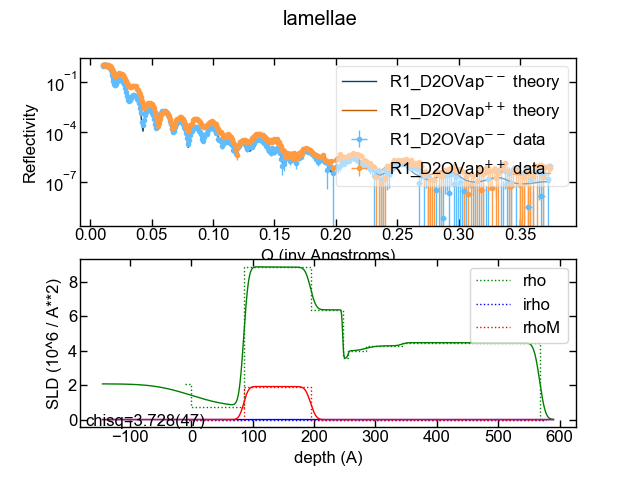 lamellae
10⁻¹
10⁻⁴
10⁻⁷
Reflectivity
R1_D2OVap⁻⁻ theory
R1_D2OVap⁺⁺ theory
R1_D2OVap⁻⁻ data
R1_D2OVap⁺⁺ data
0.00 0.05 0.10 0.15 0.20 0.25 0.30 0.35
Q (inv Angstroms)
8
6
4
2
0
SLD (10^6 / A**2)
rho
irho
rhoM
chisq=3.728(47)
−100 0 100 200 300 400 500 600
depth (A)